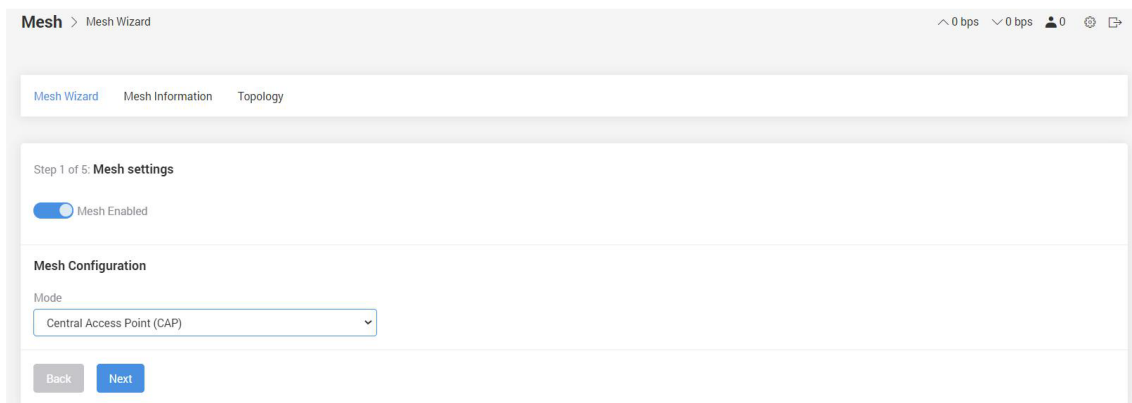 Mesh > Mesh Wizard 0 bps 0 bps 0
Mesh Wizard Mesh Information Topology
Step 1 of 5: Mesh settings
Mesh Enabled
Mesh Configuration
Mode
Central Access Point (CAP)
Back Next